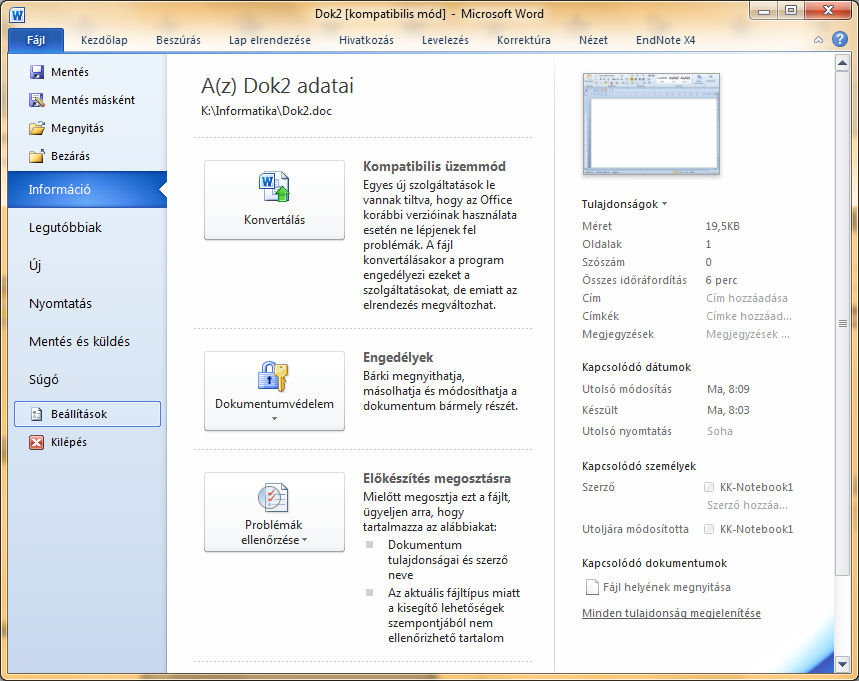 Dok2 [kompatibilis mód] - Microsoft Word
Fájl Kezdőlap Beszúrás Lap elrendezése Hivatkozás Levelezés Korrektúra Nézet EndNote X4
Mentés
Mentés másként
Megnyitás
Bezárás
Információ
Legutóbbiak
Új
Nyomtatás
Mentés és küldés
Súgó
Beállítások
Kilépés
A(z) Dok2 adatai
K:\Informatika\Dok2.doc
Konvertálás
Kompatibilis üzemmód
Egyes új szolgáltatások le
vannak tiltva, hogy az Office
korábbi verzióinak használata
esetén ne lépjenek fel
problémák. A fájl
konvertálásakor a program
engedélyezi ezeket a
szolgáltatásokat, de emiatt az
elrendezés megváltozhat.
Dokumentumvédelem
Engedélyek
Bárki megnyithatja,
másolhatja és módosíthatja a
dokumentum bármely részét.
Problémák
ellenőrzése
Előkészítés megosztásra
Mielőtt megosztja ezt a fájlt,
ügyeljen arra, hogy
tartalmazza az alábbiakat:
Dokumentum
tulajdonságai és szerző
neve
Az aktuális fájltípus miatt
a kisegítő lehetőségek
szempontjából nem
ellenőrizhető tartalom
Tulajdonságok
Méret 19,5KB
Oldalak 1
Szószám 0
Összes időráfordítás 6 perc
Cím Cím hozzáadása
Címkék Címke hozzáad...
Megjegyzések Megjegyzések ...
Kapcsolódó dátumok
Utolsó módosítás Ma, 8:09
Készült Ma, 8:03
Utolsó nyomtatás Soha
Kapcsolódó személyek
Szerző KK-Notebook1
Szerző hozzáa...
Utoljára módosította KK-Notebook1
Kapcsolódó dokumentumok
Fájl helyének megnyitása
Minden tulajdonság megjelenítése